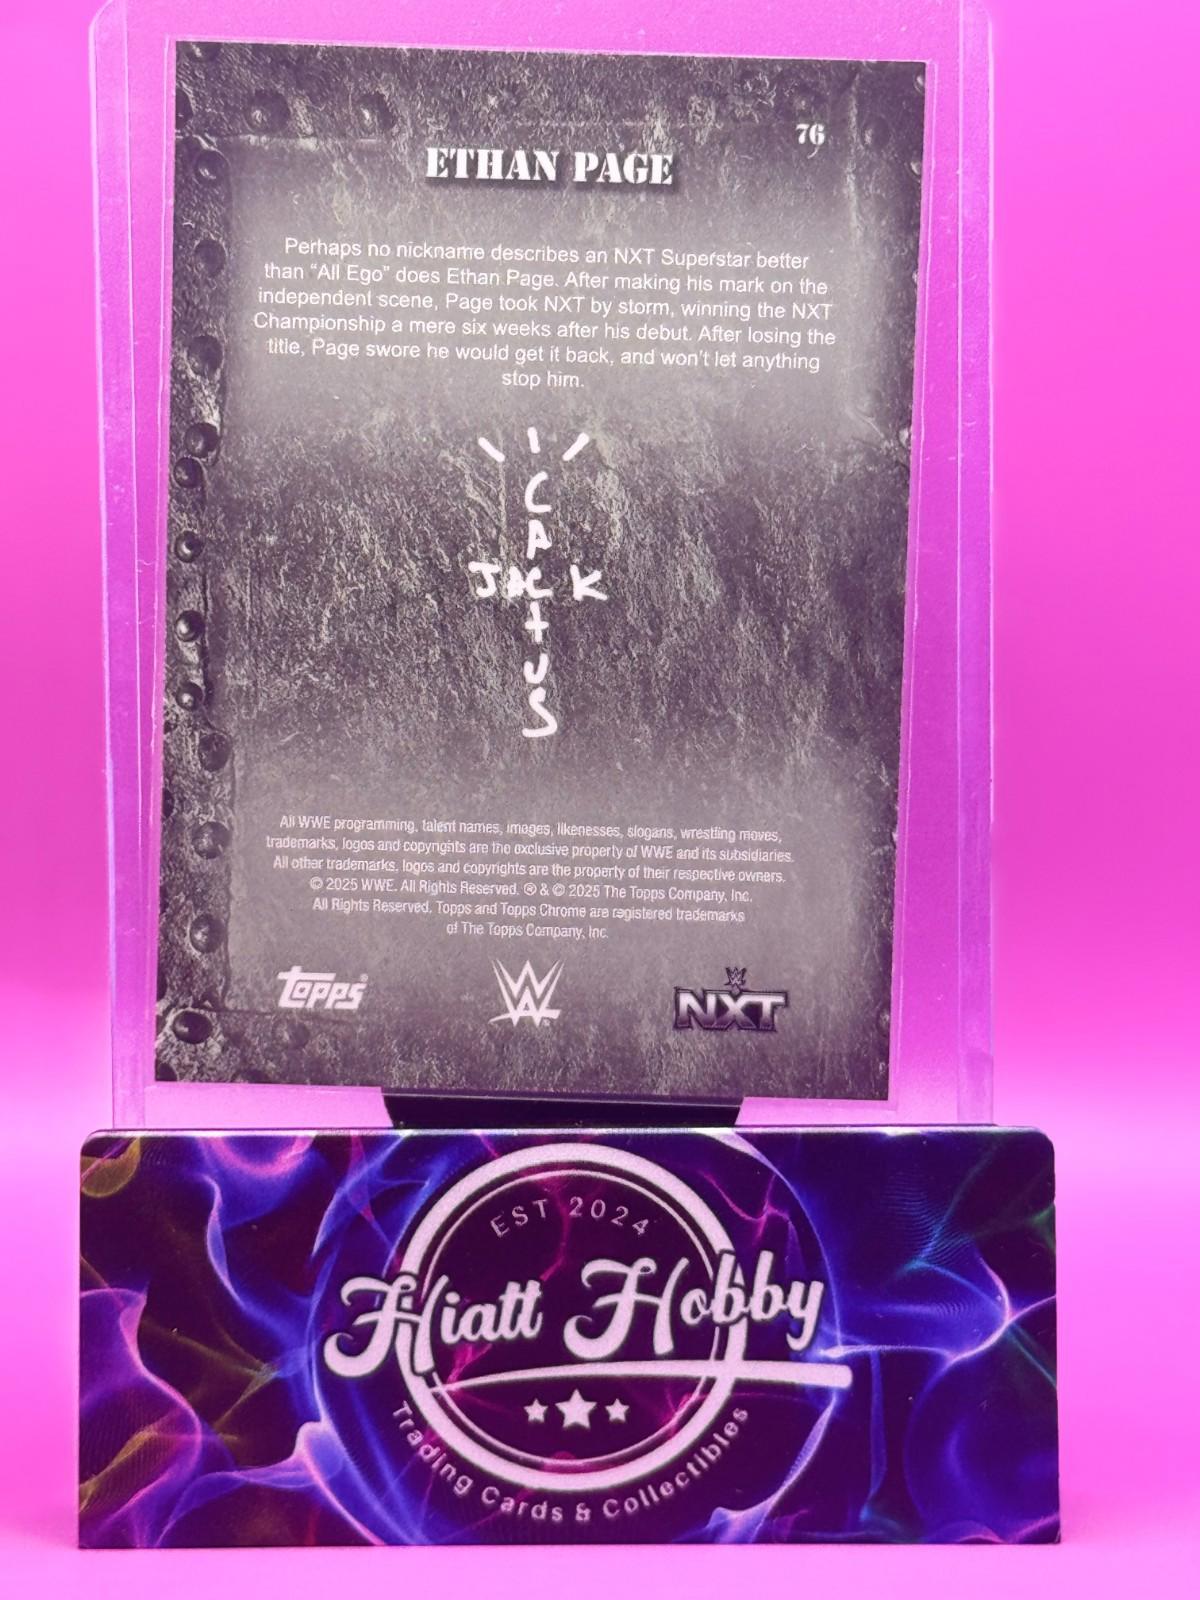 76
ETHAN PAGE
Perhaps no nickname describes an NXT Superstar better
than “All Ego” does Ethan Page. After making his mark on the
independent scene, Page took NXT by storm, winning the NXT
Championship a mere six weeks after his debut. After losing the
title, Page swore he would get it back, and won't let anything
stop him.
CACTUS
JACK
All WWE programming, talent names, images, likenesses, slogans, wrestling moves,
trademarks, logos and copyrights are the exclusive property of WWE and its subsidiaries.
All other trademarks, logos and copyrights are the property of their respective owners.
© 2025 WWE. All Rights Reserved. ® & © 2025 The Topps Company, Inc.
All Rights Reserved. Topps and Topps Chrome are registered trademarks
of The Topps Company, Inc.
topps®
W
NXT
EST 2024
Hiatt Hobby
Trading Cards & Collectibles